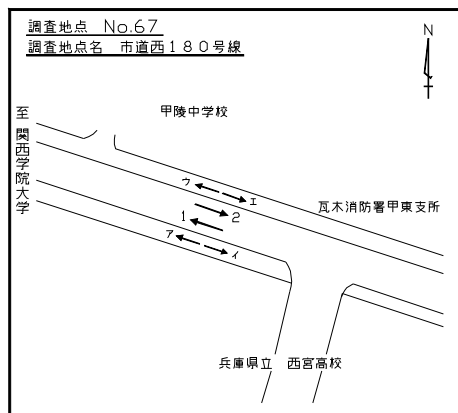 調査地点 No.67
調査地点名 市道西180号線
N
至 関西学院大学
甲陵中学校
ウ
エ
瓦木消防署甲東支所
2
1
ア
イ
兵庫県立 西宮高校